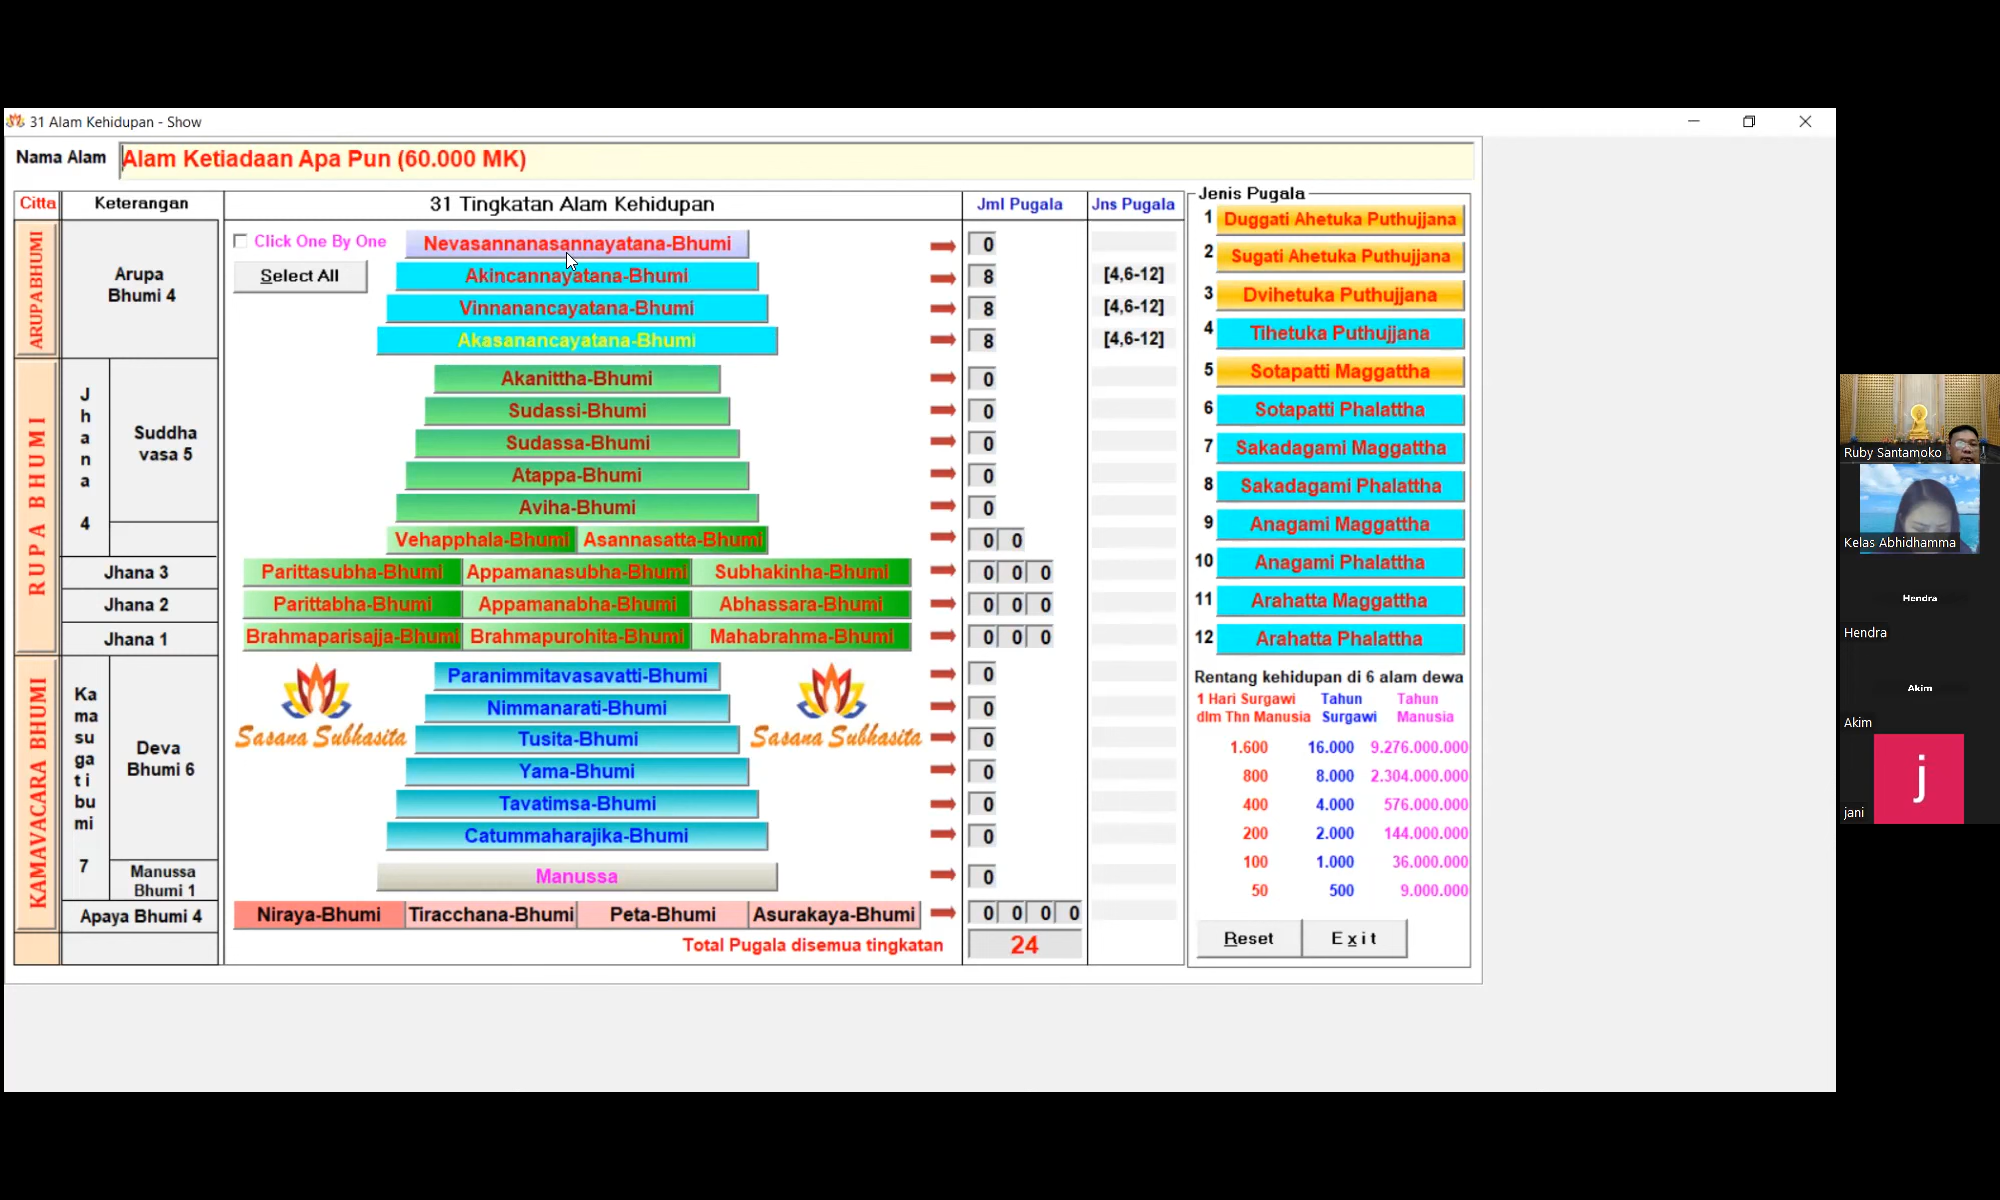 31 Alam Kehidupan - Show
Nama Alam Alam Ketiadaan Apa Pun (60.000 MK)
Citta Keterangan 31 Tingkatan Alam Kehidupan Jml Pugala Jns Pugala
ARUPABHUMI
Arupa
Bhumi 4
Click One By One
Select All
Nevasannanasannayatana-Bhumi 0
Akincannayatana-Bhumi 8 [4,6-12]
Vinnanancayatana-Bhumi 8 [4,6-12]
Akasanancayatana-Bhumi 8 [4,6-12]
RUPA BHUMI
Jhana 4
Suddha
vasa 5
Akanittha-Bhumi 0
Sudassi-Bhumi 0
Sudassa-Bhumi 0
Atappa-Bhumi 0
Aviha-Bhumi 0
Vehapphala-Bhumi Asannasatta-Bhumi 0 0
Jhana 3 Parittasubha-Bhumi Appamanasubha-Bhumi Subhakinha-Bhumi 0 0 0
Jhana 2 Parittabha-Bhumi Appamanabha-Bhumi Abhassara-Bhumi 0 0 0
Jhana 1 Brahmaparisajja-Bhumi Brahmapurohita-Bhumi Mahabrahma-Bhumi 0 0 0
KAMAVACARA BHUMI
Ka
ma
su
ga
ti
bu
mi
7
Deva
Bhumi 6
Paranimmitavasavatti-Bhumi 0
Nimmanarati-Bhumi 0
Sasana Subhasita Tusita-Bhumi Sasana Subhasita 0
Yama-Bhumi 0
Tavatimsa-Bhumi 0
Catummaharajika-Bhumi 0
Manussa
Bhumi 1
Manussa 0
Apaya Bhumi 4 Niraya-Bhumi Tiracchana-Bhumi Peta-Bhumi Asurakaya-Bhumi 0 0 0 0
Total Pugala disemua tingkatan 24
Jenis Pugala
1 Duggati Ahetuka Puthujjana
2 Sugati Ahetuka Puthujjana
3 Dvihetuka Puthujjana
4 Tihetuka Puthujjana
5 Sotapatti Maggattha
6 Sotapatti Phalattha
7 Sakadagami Maggattha
8 Sakadagami Phalattha
9 Anagami Maggattha
10 Anagami Phalattha
11 Arahatta Maggattha
12 Arahatta Phalattha
Rentang kehidupan di 6 alam dewa
1 Hari Surgawi Tahun Tahun
dlm Thn Manusia Surgawi Manusia
1.600 16.000 9.276.000.000
800 8.000 2.304.000.000
400 4.000 576.000.000
200 2.000 144.000.000
100 1.000 36.000.000
50 500 9.000.000
Reset Exit
Ruby Santamoko
Kelas Abhidhamma
Hendra
Hendra
Akim
Akim
j
jani